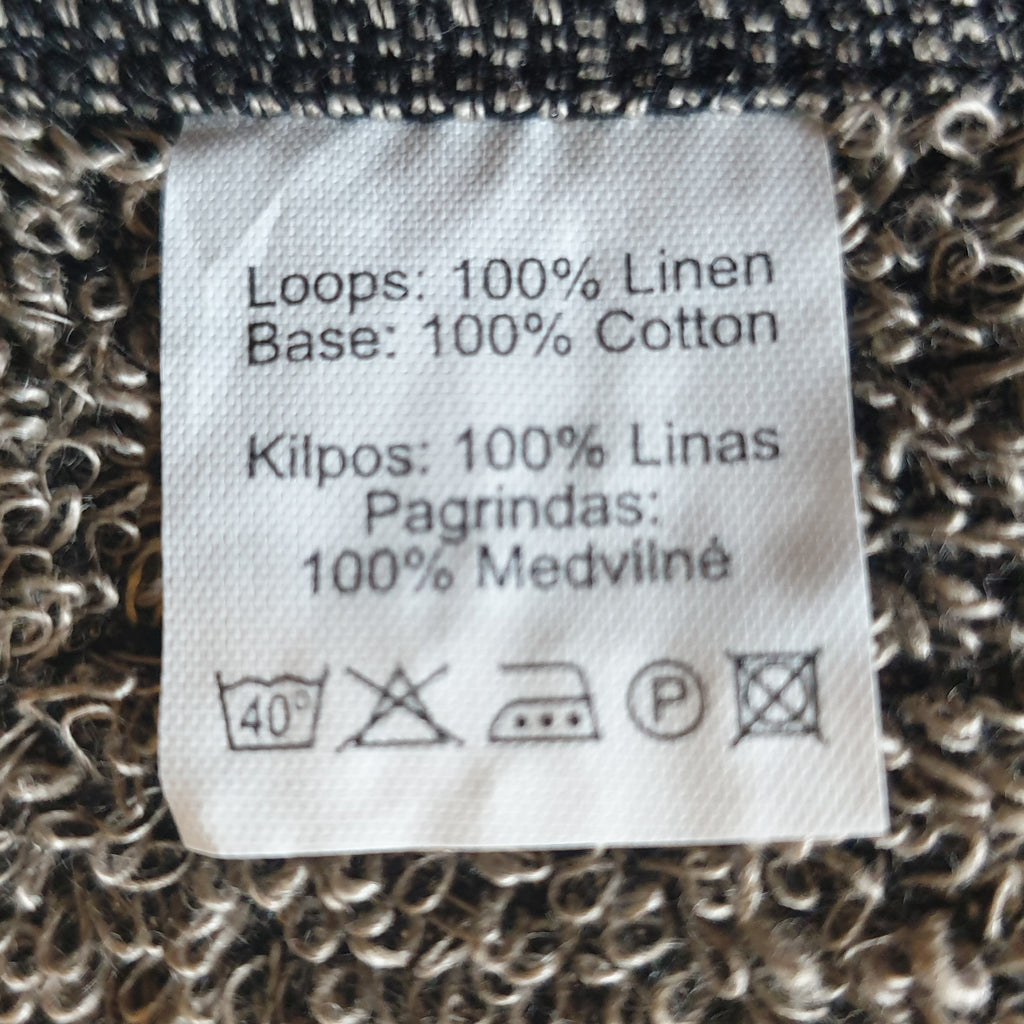 Loops: 100% Linen
Base: 100% Cotton
Kilpos: 100% Linas
Pagrindas:
100% Medvilnė
40°
P